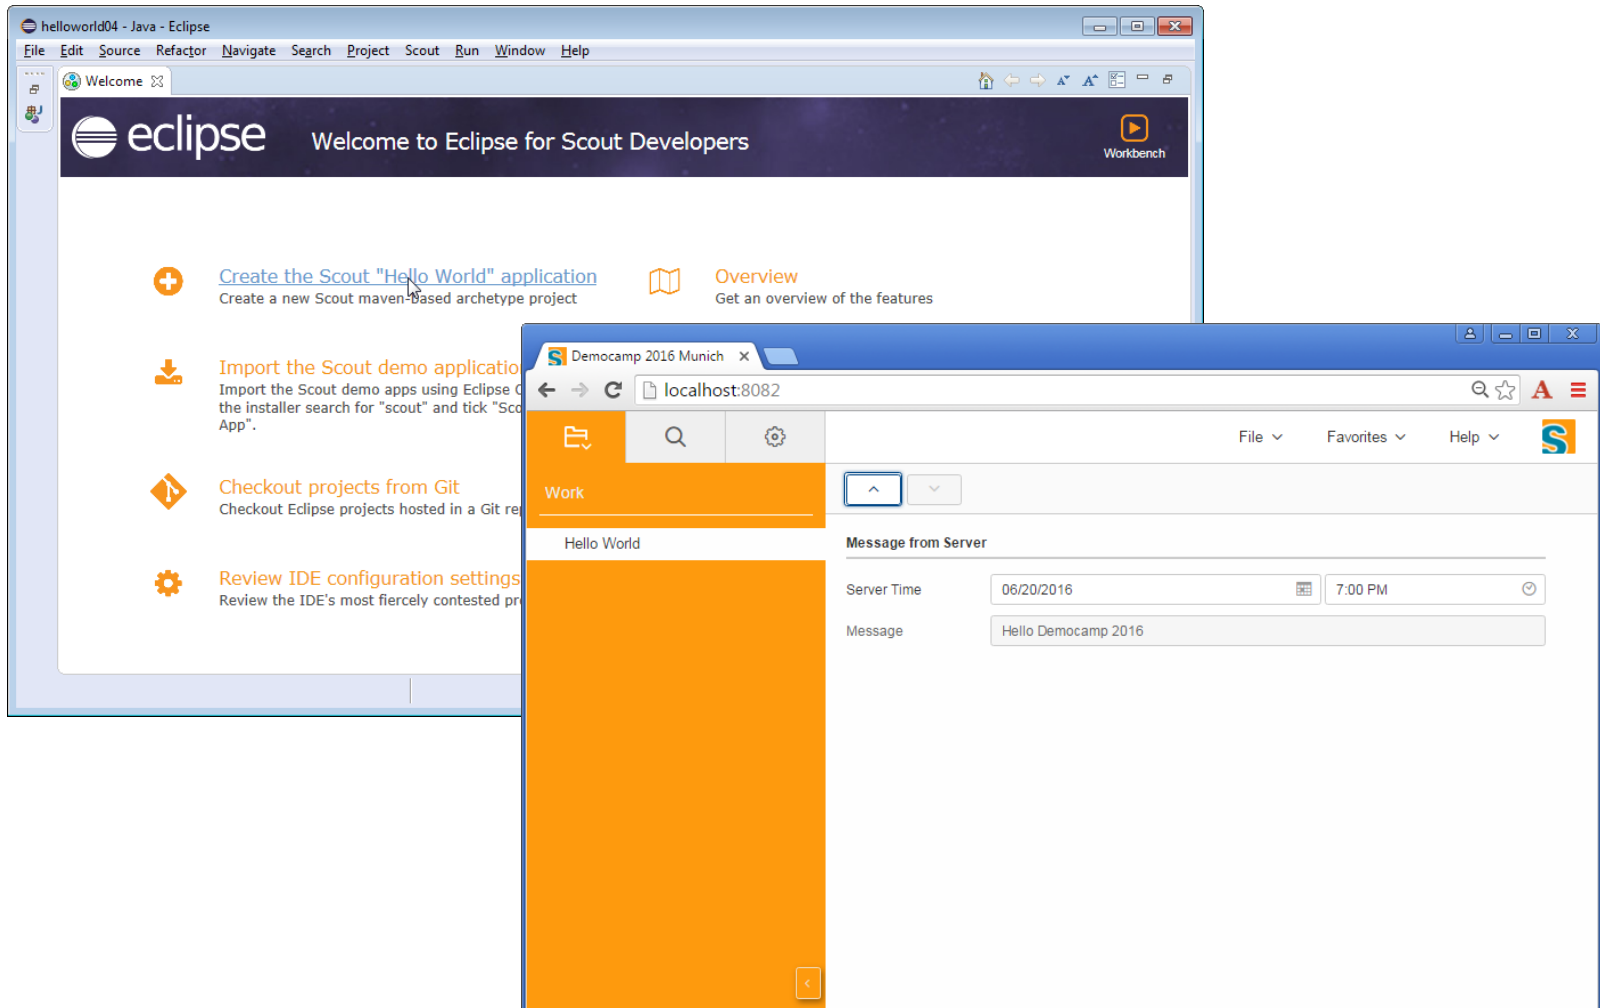 helloworld04 - Java - Eclipse
File Edit Source Refactor Navigate Search Project Scout Run Window Help
Welcome
eclipse
Welcome to Eclipse for Scout Developers
Workbench
Create the Scout "Hello World" application
Create a new Scout maven-based archetype project
Overview
Get an overview of the features
Import the Scout demo applicatio
Import the Scout demo apps using Eclipse
the installer search for "scout" and tick "Sco
App".
Checkout projects from Git
Checkout Eclipse projects hosted in a Git re
Review IDE configuration settings
Review the IDE's most fiercely contested pr
Democamp 2016 Munich
localhost:8082
File Favorites Help
Work
Hello World
Message from Server
Server Time 06/20/2016 7:00 PM
Message Hello Democamp 2016